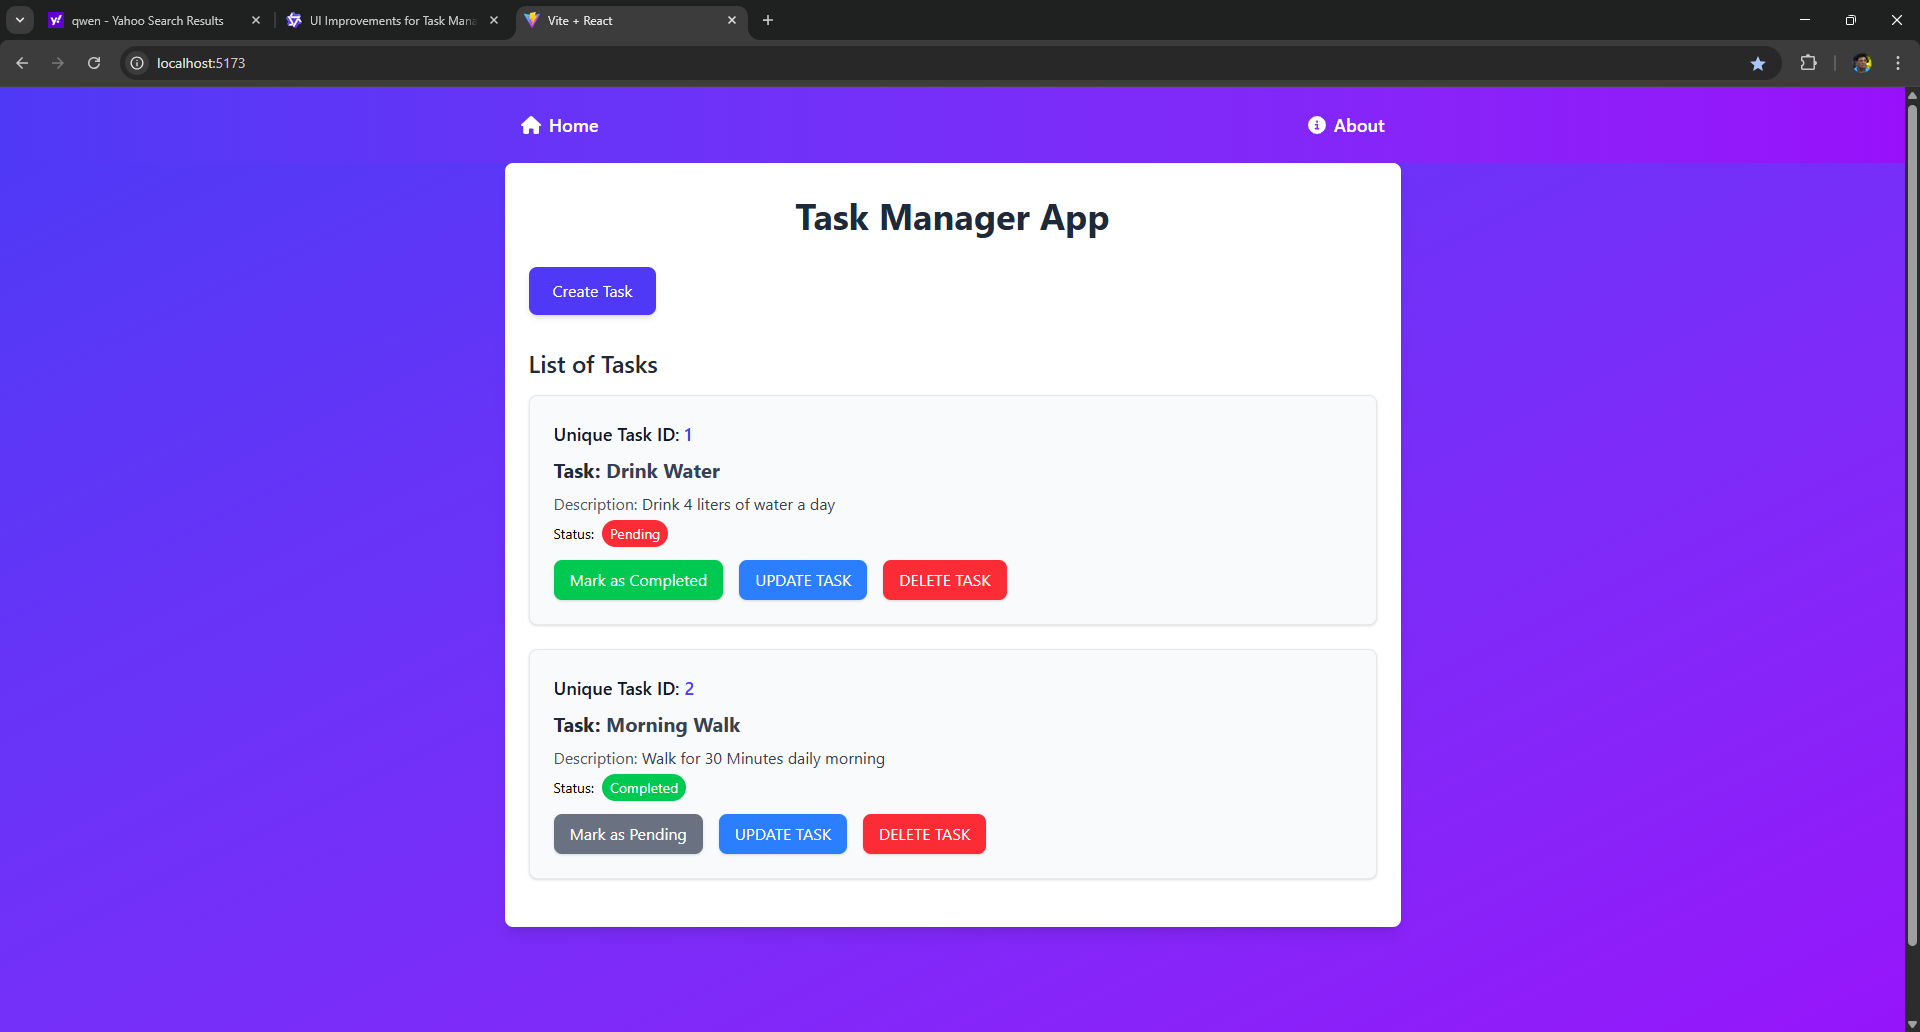 qwen - Yahoo Search Results
UI Improvements for Task Mana
Vite + React
localhost:5173
Home
About
Task Manager App
Create Task
List of Tasks
Unique Task ID: 1
Task: Drink Water
Description: Drink 4 liters of water a day
Status: Pending
Mark as Completed UPDATE TASK DELETE TASK
Unique Task ID: 2
Task: Morning Walk
Description: Walk for 30 Minutes daily morning
Status: Completed
Mark as Pending UPDATE TASK DELETE TASK